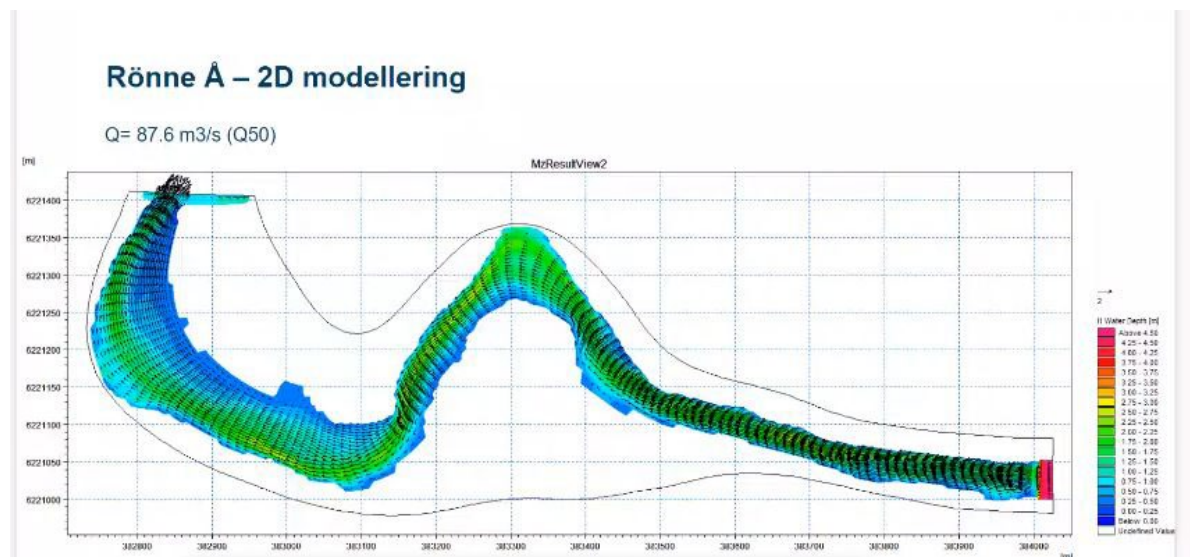 Rönne Å – 2D modellering
Q= 87.6 m3/s (Q50)
[m]
MzResultView2
6221400
6221350
6221300
6221250
6221200
6221150
6221100
6221050
6221000
382800 382900 383000 383100 383200 383300 383400 383500 383600 383700 383800 383900 384000
2
Water Depth [m]
Above 4.50
4.25 - 4.50
4.00 - 4.25
3.75 - 4.00
3.50 - 3.75
3.25 - 3.50
3.00 - 3.25
2.75 - 3.00
2.50 - 2.75
2.25 - 2.50
2.00 - 2.25
1.75 - 2.00
1.50 - 1.75
1.25 - 1.50
1.00 - 1.25
0.75 - 1.00
0.50 - 0.75
0.25 - 0.50
0.00 - 0.25
Below 0.00
Undefined Value